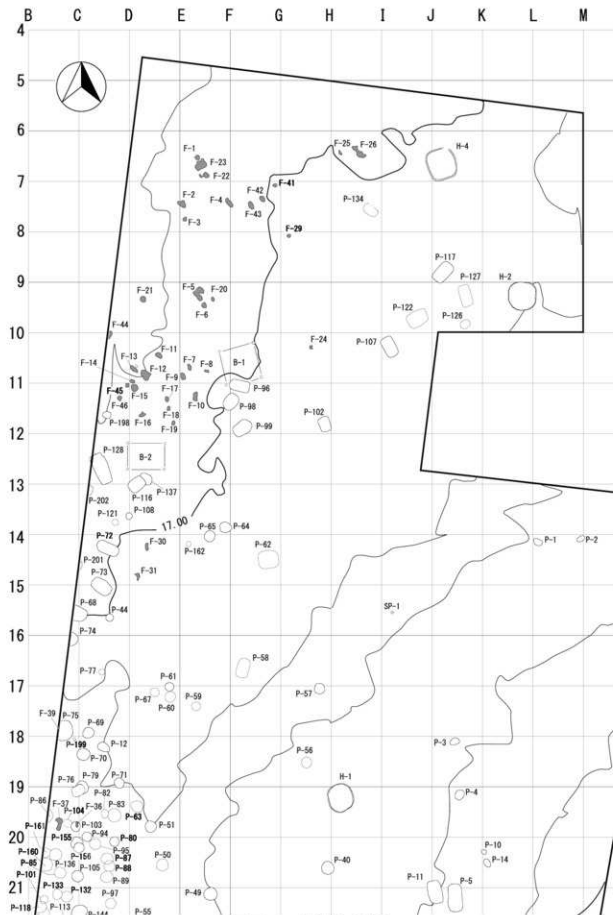 B C D E F G H I J K L M
4
5
6
F-1
F-23
F-22
F-25
F-26
H-4
7
F-2
F-3
F-4
F-42
F-41
F-43
P-134
8
F-29
9
F-5
F-20
F-21
F-6
P-117
P-127
H-2
P-122
P-126
10
F-44
F-24
P-107
F-14
F-13
F-11
F-12
F-7
F-8
B-1
11
F-9
F-45
F-15
F-17
F-10
P-96
F-46
P-98
P-198
F-16
F-18
F-19
P-99
P-102
12
P-128
B-2
13
P-202
P-116
P-137
P-108
P-121
17.00
14
P-72
P-65
P-64
P-1
P-2
F-30
P-162
P-62
P-201
15
P-73
F-31
P-68
P-44
SP-1
16
P-74
P-77
P-58
17
P-61
P-67
P-60
P-59
P-57
F-39
P-75
P-69
18
P-199
P-12
P-70
P-56
P-3
19
P-76
P-79
P-71
P-82
H-1
P-4
P-86
F-37
P-104
F-36
P-83
P-63
P-161
P-103
P-51
20
P-155
P-94
P-80
P-160
P-95
P-10
P-85
P-136
P-156
P-87
P-50
P-40
P-14
P-101
P-105
P-88
P-89
P-11
P-5
21
P-133
P-132
P-49
P-118
P-113
P-97
P-144
P-55